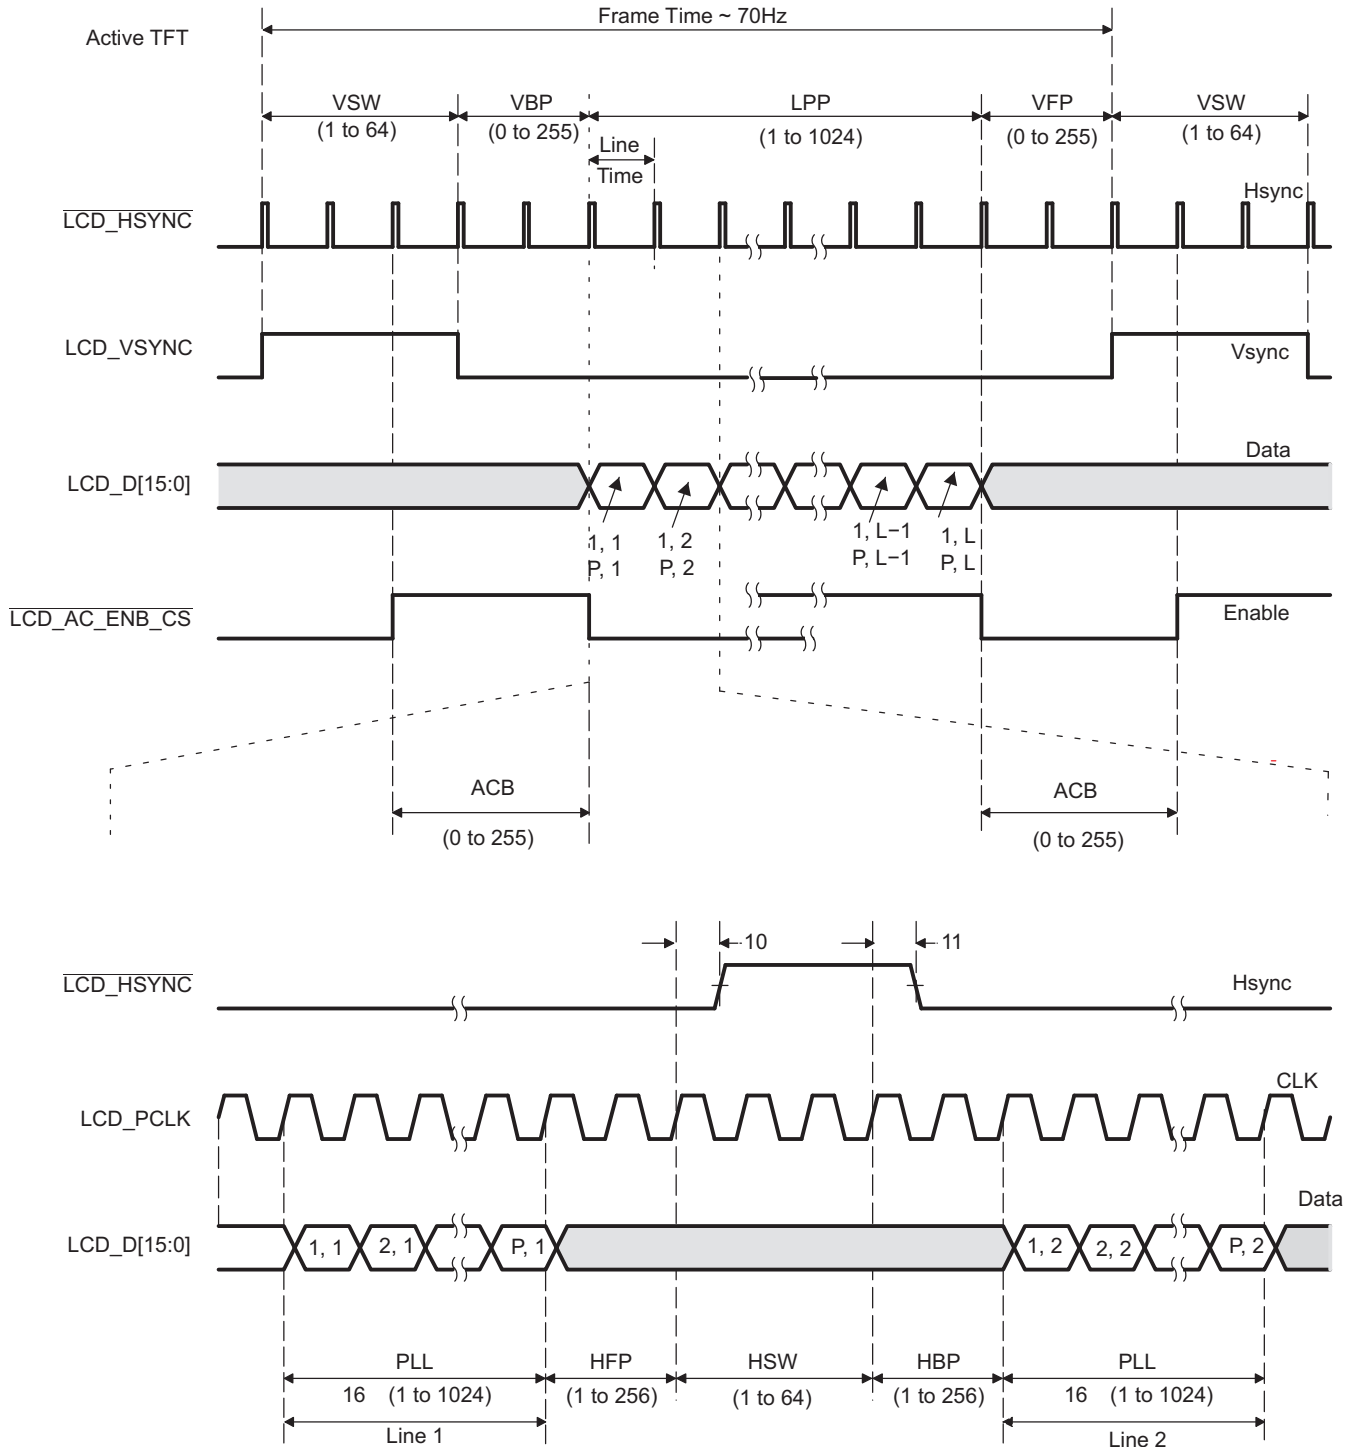 Frame Time ~ 70Hz
Active TFT
VSW
VBP
LPP
VFP
VSW
(1 to 64)
(0 to 255)
(1 to 1024)
(0 to 255)
(1 to 64)
Line
Time
LCD_HSYNC
Hsync
LCD_VSYNC
Vsync
LCD_D[15:0]
Data
1, 1
P, 1
1, 2
P, 2
1, L−1
P, L−1
1, L
P, L
LCD_AC_ENB_CS
Enable
ACB
(0 to 255)
ACB
(0 to 255)
10
11
LCD_HSYNC
Hsync
LCD_PCLK
CLK
LCD_D[15:0]
Data
1, 1
2, 1
P, 1
1, 2
2, 2
P, 2
PLL
HFP
HSW
HBP
PLL
16 (1 to 1024)
(1 to 256)
(1 to 64)
(1 to 256)
16 (1 to 1024)
Line 1
Line 2